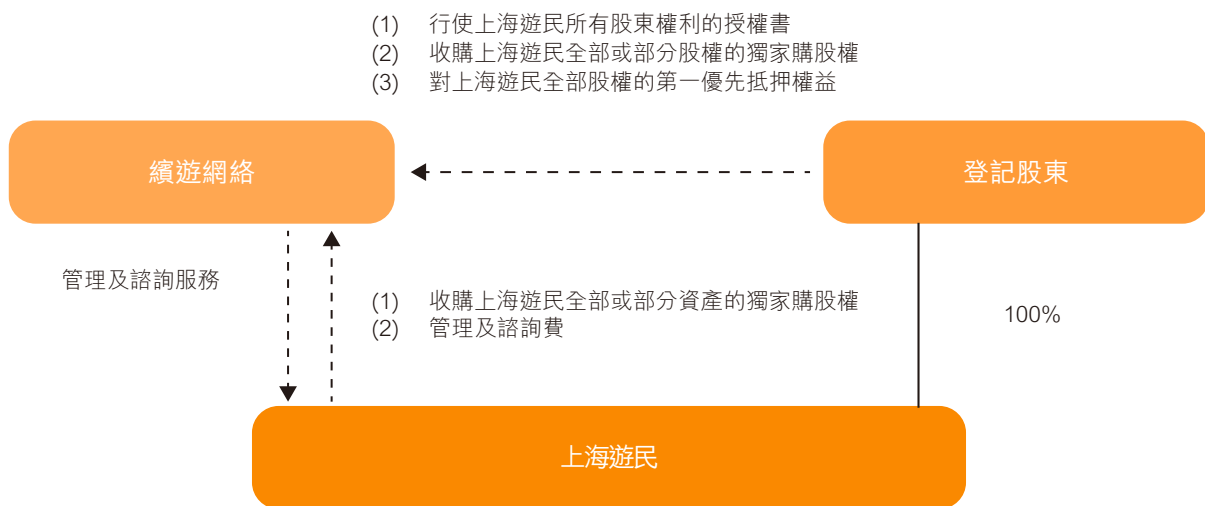 (1) 行使上海遊民所有股東權利的授權書
(2) 收購上海遊民全部或部分股權的獨家購股權
(3) 對上海遊民全部股權的第一優先抵押權益
繽遊網絡
登記股東
管理及諮詢服務
(1) 收購上海遊民全部或部分資產的獨家購股權
(2) 管理及諮詢費
100%
上海遊民